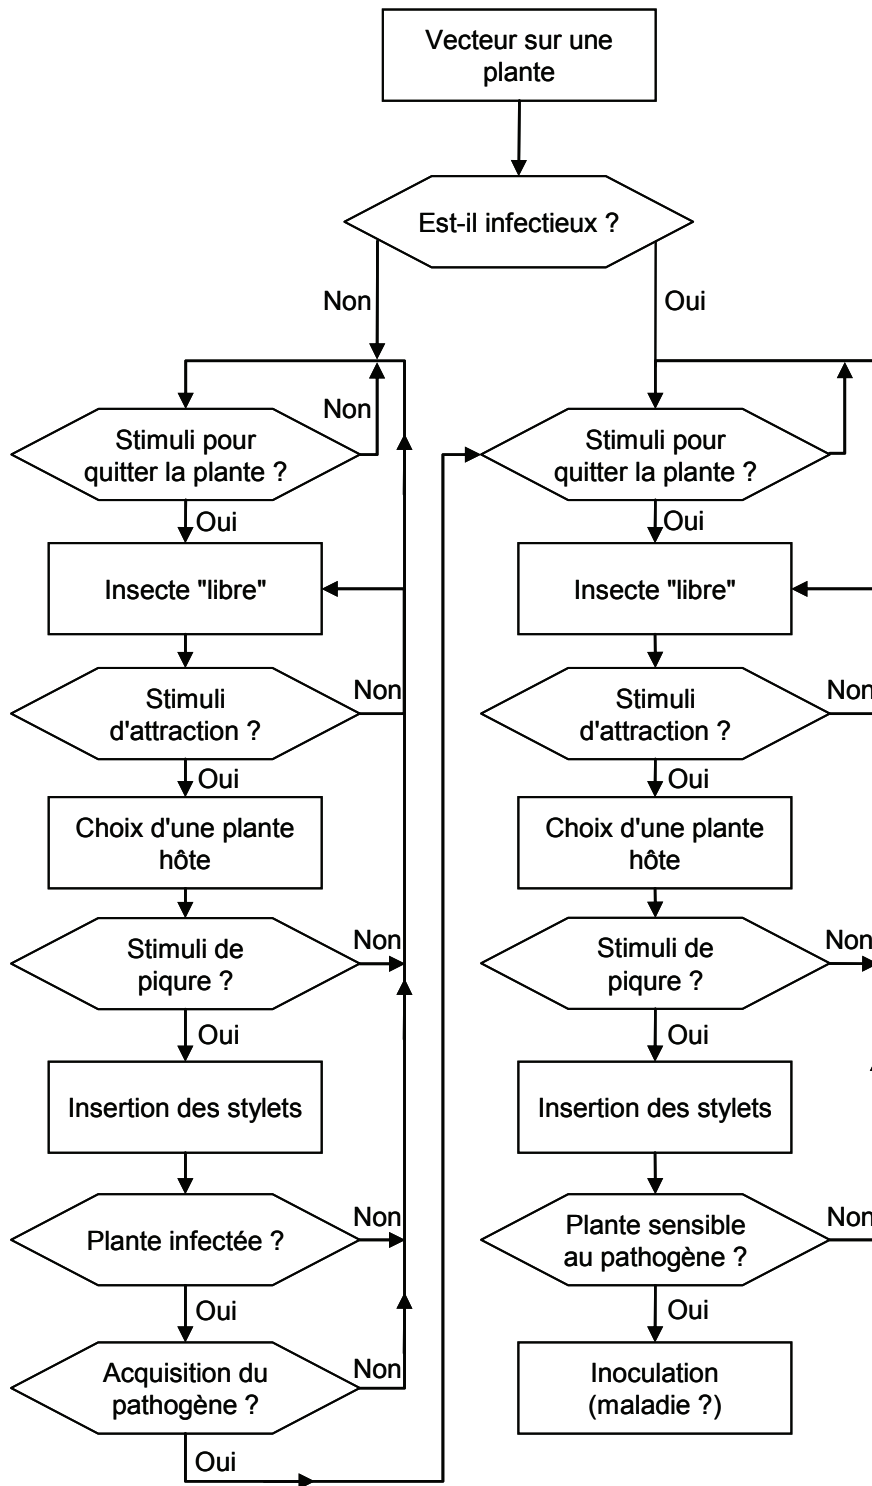 Vecteur sur une
plante
Est-il infectieux ?
Non
Oui
Non
Stimuli pour
quitter la plante ?
Oui
Insecte "libre"
Stimuli
d'attraction ?
Non
Oui
Choix d'une plante
hôte
Stimuli de
piqure ?
Non
Oui
Insertion des stylets
Plante infectée ?
Non
Oui
Acquisition du
pathogène ?
Non
Oui
Stimuli pour
quitter la plante ?
Oui
Insecte "libre"
Stimuli
d'attraction ?
Non
Oui
Choix d'une plante
hôte
Stimuli de
piqure ?
Non
Oui
Insertion des stylets
Plante sensible
au pathogène ?
Non
Oui
Inoculation
(maladie ?)